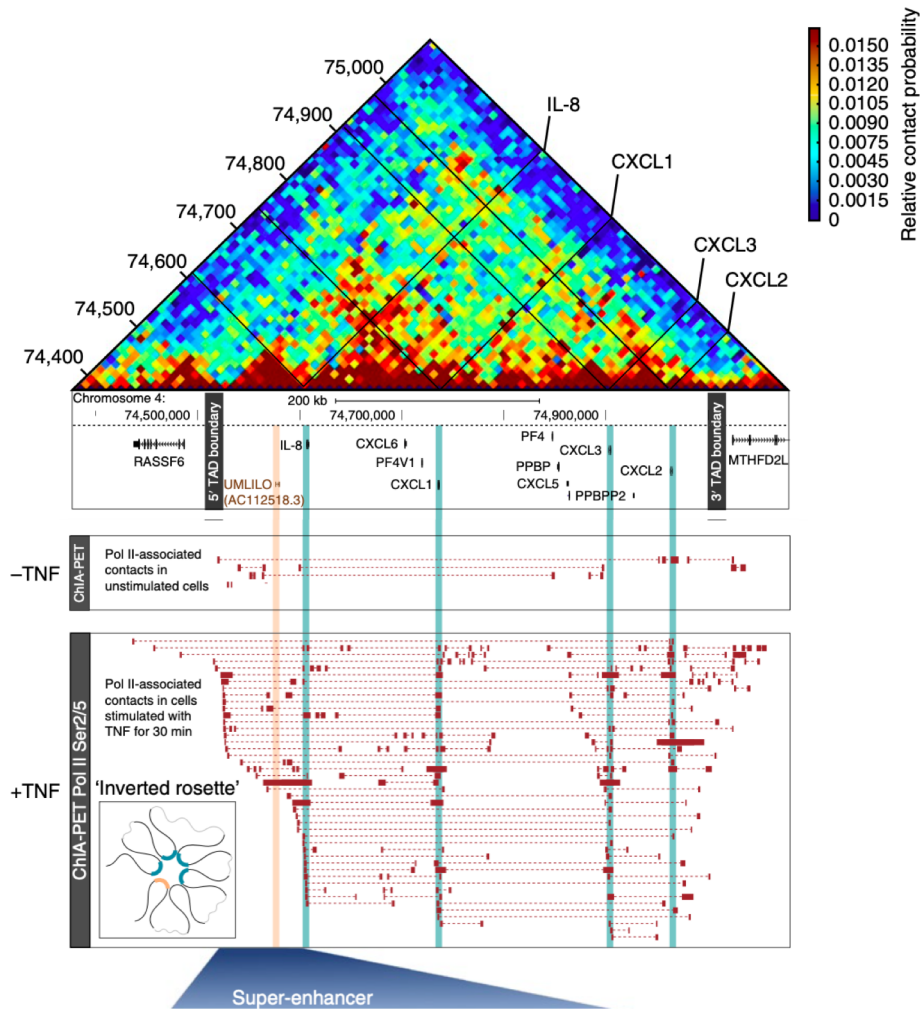 75,000
74,900
74,800
74,700
74,600
74,500
74,400
IL-8
CXCL1
CXCL3
CXCL2
0.0150
0.0135
0.0120
0.0105
0.0090
0.0075
0.0045
0.0030
0.0015
0
Relative contact probability
Chromosome 4:
200 kb
74,500,000
74,700,000
74,900,000
RASSF6
5′ TAD boundary
UMLILO
(AC112518.3)
IL-8
CXCL6
PF4V1
CXCL1
PF4
CXCL3
PPBP
CXCL5
PPBPP2
CXCL2
3′ TAD boundary
MTHFD2L
–TNF
ChIA-PET
Pol II-associated
contacts in
unstimulated cells
+TNF
ChIA-PET Pol II Ser2/5
Pol II-associated
contacts in cells
stimulated with
TNF for 30 min
'Inverted rosette'
Super-enhancer